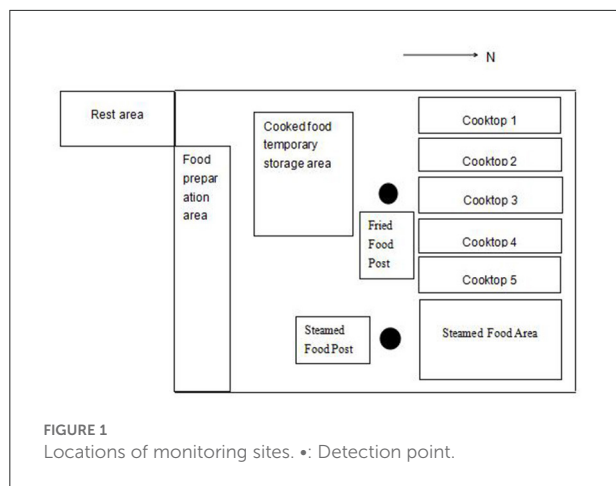 N
Rest area
Cooked food
temporary
storage area
Food
prepar
ation
area
Cooktop 1
Cooktop 2
Cooktop 3
Cooktop 4
Cooktop 5
Fried
Food
Post
Steamed
Food Post
Steamed Food Area
FIGURE 1
Locations of monitoring sites. •: Detection point.